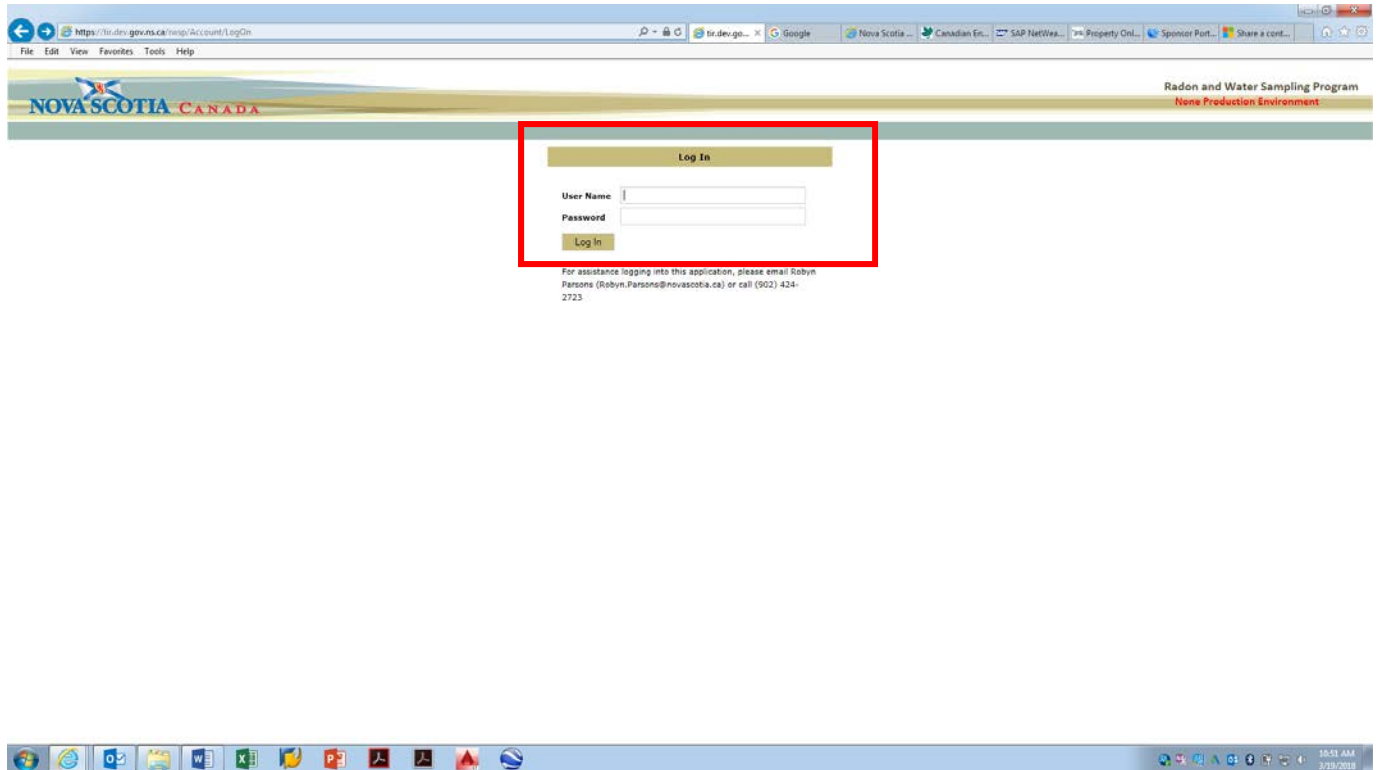 https://tir.dev.gov.ns.ca/rwsp/Account/LogOn
tir.dev.go...
Google
Nova Scotia ...
Canadian En...
SAP NetWea...
Property Onl...
Sponsor Port...
Share a cont...
File Edit View Favorites Tools Help
NOVA SCOTIA CANADA
Radon and Water Sampling Program
None Production Environment
Log In
User Name
Password
Log In
For assistance logging into this application, please email Robyn
Parsons (Robyn.Parsons@novascotia.ca) or call (902) 424-
2723
10:51 AM
3/19/2018